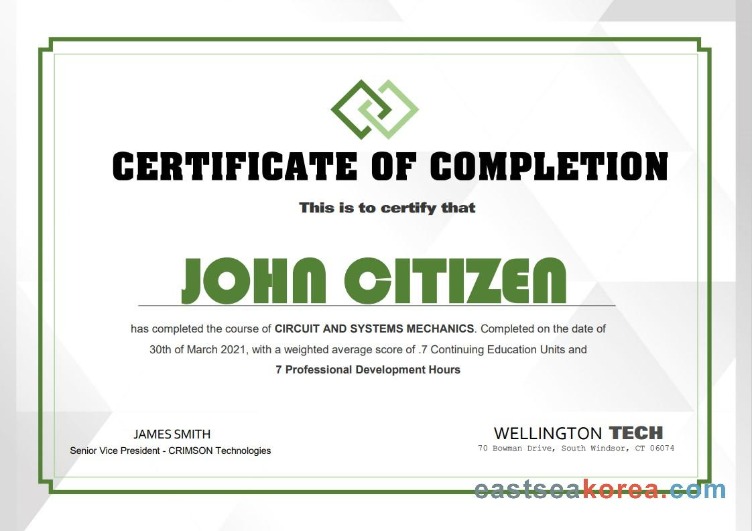 CERTIFICATE OF COMPLETION
This is to certify that
JOHN CITIZEN
has completed the course of CIRCUIT AND SYSTEMS MECHANICS. Completed on the date of
30th of March 2021, with a weighted average score of .7 Continuing Education Units and
7 Professional Development Hours
JAMES SMITH
Senior Vice President - CRIMSON Technologies
WELLINGTON TECH
70 Bowman Drive, South Windsor, CT 06074
eastseakorea.com